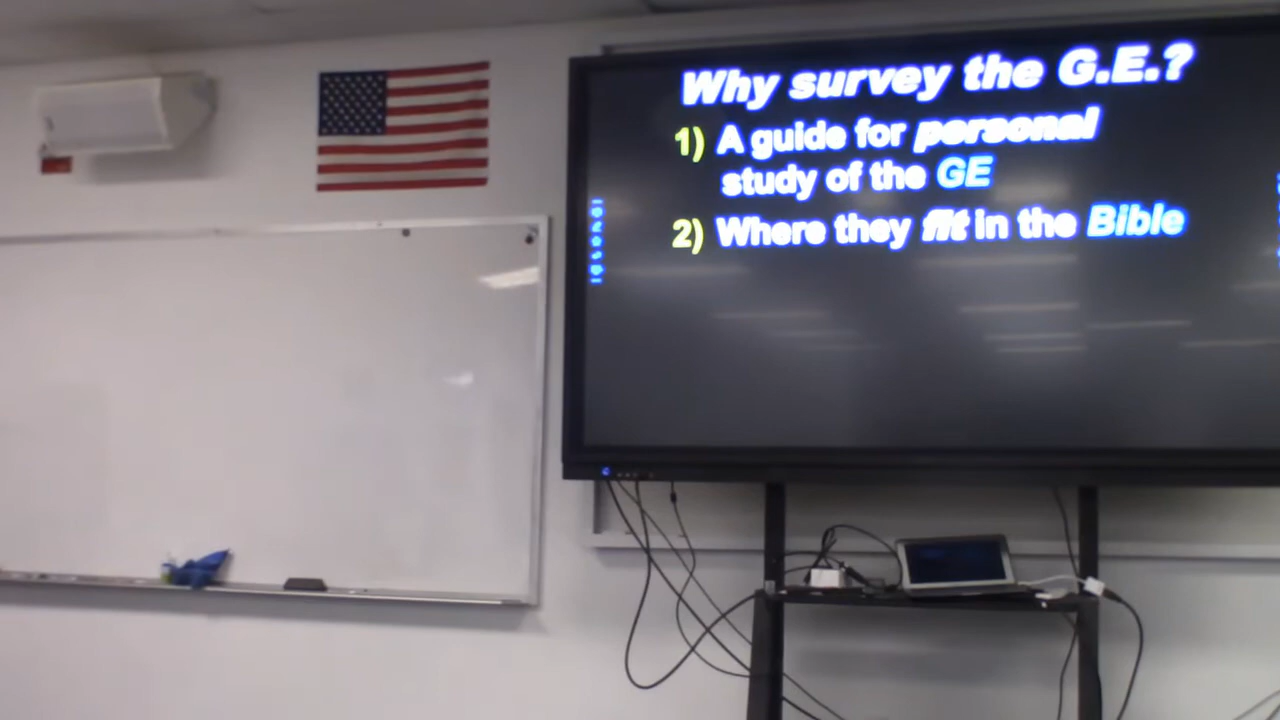 Why survey the G.E.?
1) A guide for personal
study of the GE
2) Where they fit in the Bible